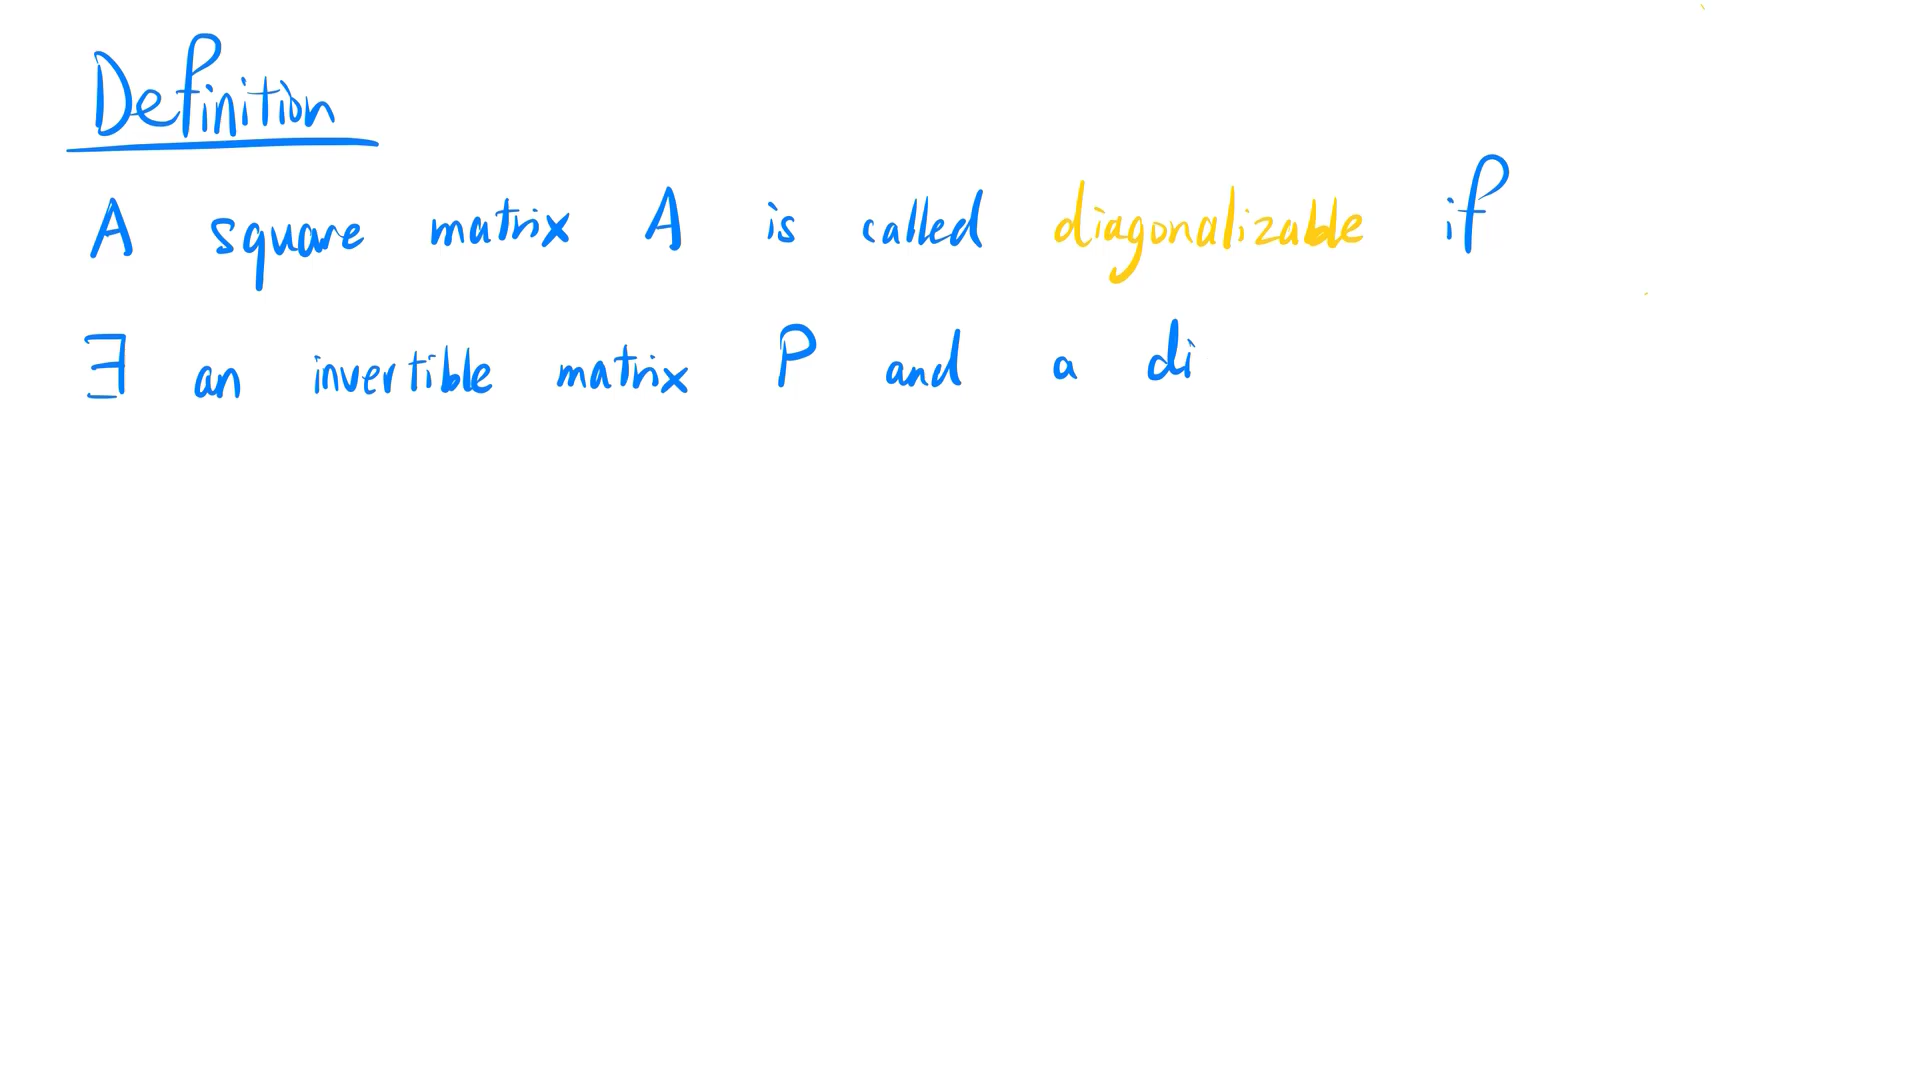 Definition
A square matrix A is called diagonalizable if
∃ an invertible matrix P and a di